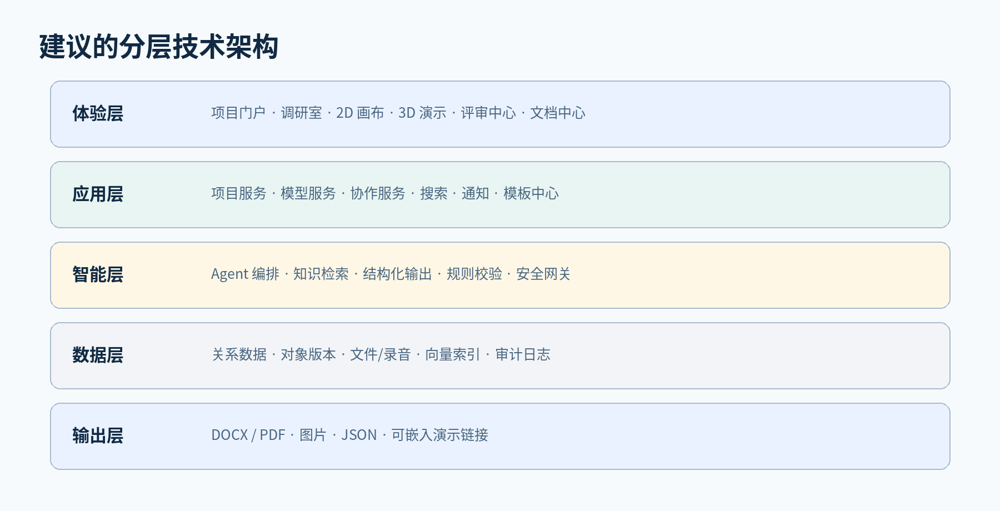 建议的分层技术架构
体验层
项目门户 · 调研室 · 2D 画布 · 3D 演示 · 评审中心 · 文档中心
应用层
项目服务 · 模型服务 · 协作服务 · 搜索 · 通知 · 模板中心
智能层
Agent 编排 · 知识检索 · 结构化输出 · 规则校验 · 安全网关
数据层
关系数据 · 对象版本 · 文件/录音 · 向量索引 · 审计日志
输出层
DOCX / PDF · 图片 · JSON · 可嵌入演示链接